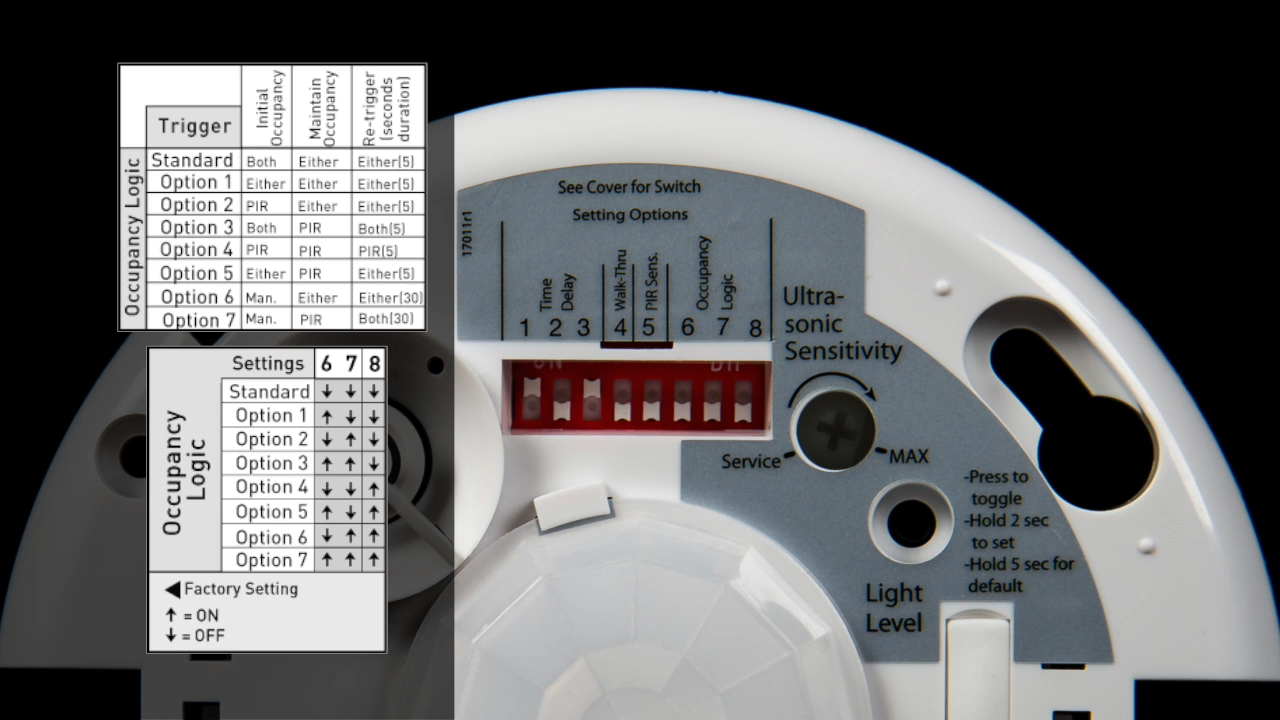 Trigger
Initial Occupancy
Maintain Occupancy
Re-trigger (seconds duration)
Occupancy Logic
Standard Both Either Either(5)
Option 1 Either Either Either(5)
Option 2 PIR Either Either(5)
Option 3 Both PIR Both(5)
Option 4 PIR PIR PIR(5)
Option 5 Either PIR Either(5)
Option 6 Man. Either Either(30)
Option 7 Man. PIR Both(30)
Occupancy Logic
Settings 6 7 8
Standard ↓ ↓ ↓
Option 1 ↑ ↓ ↓
Option 2 ↓ ↑ ↓
Option 3 ↑ ↑ ↓
Option 4 ↓ ↓ ↑
Option 5 ↑ ↓ ↑
Option 6 ↓ ↑ ↑
Option 7 ↑ ↑ ↑
◀ Factory Setting
↑ = ON
↓ = OFF
See Cover for Switch
Setting Options
17011r1
Time Delay
Walk-Thru
PIR Sens.
Occupancy Logic
1 2 3 4 5 6 7 8
Ultra-
sonic
Sensitivity
Service
MAX
-Press to
toggle
-Hold 2 sec
to set
-Hold 5 sec for
default
Light
Level